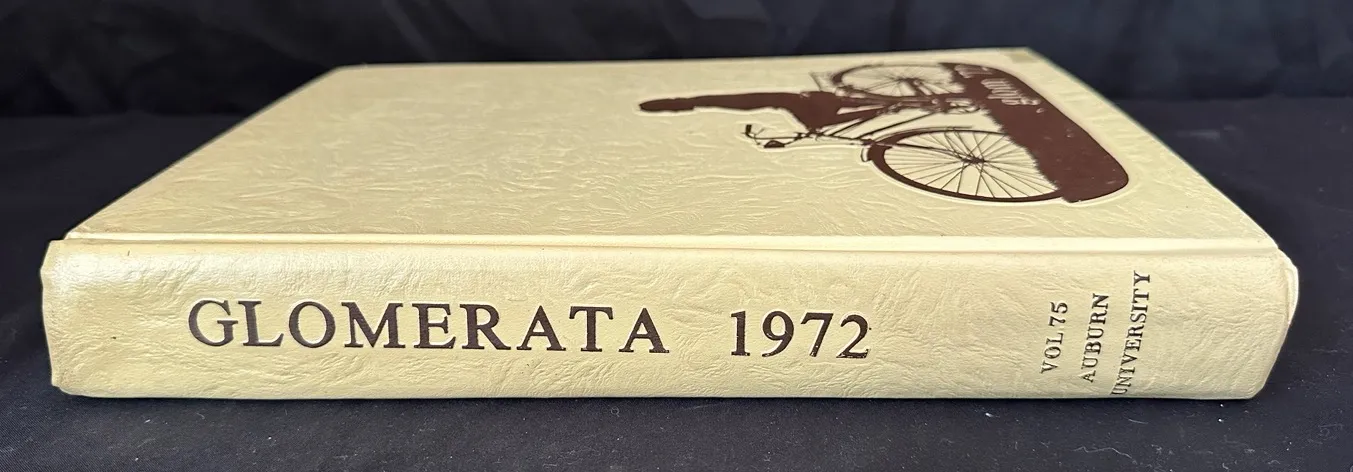 GLOMERATA 1972
VOL 75
AUBURN
UNIVERSITY